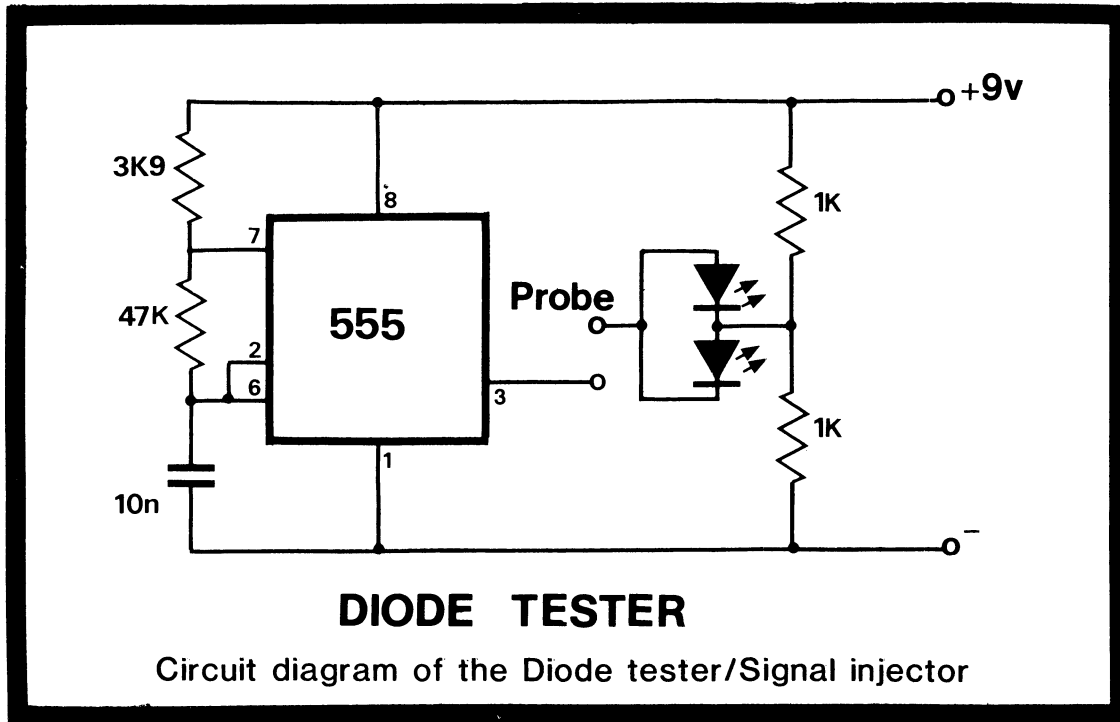 +9v
3K9
8
1K
7
Probe
47K
555
2
6
3
1K
1
10n
−
DIODE TESTER
Circuit diagram of the Diode tester/Signal injector